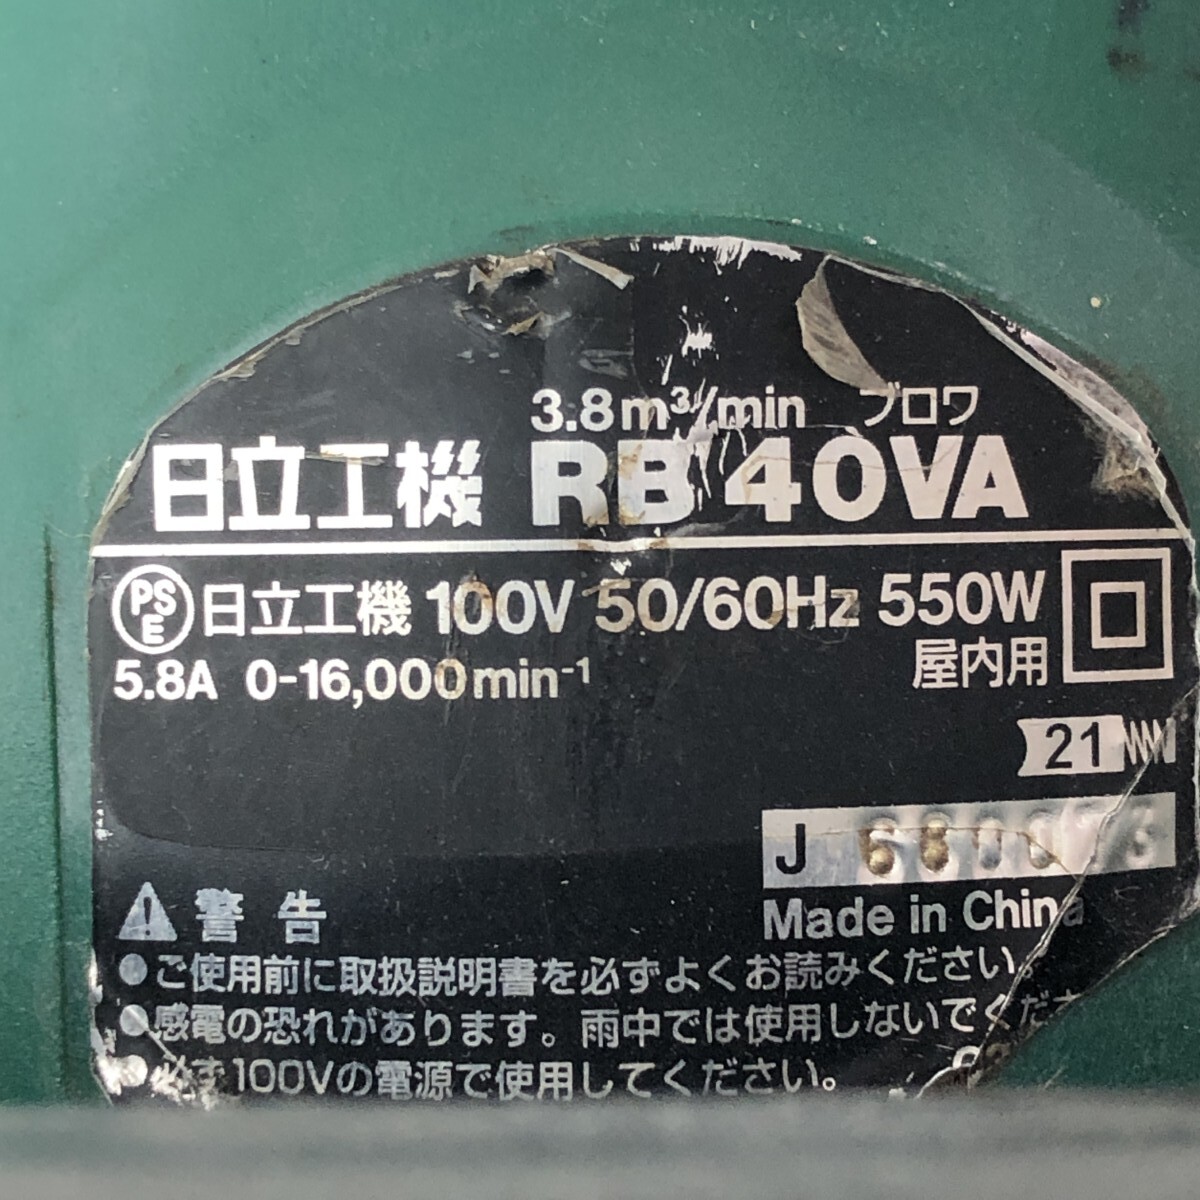 3.8m³/min ブロワ
日立工機 RB 40VA
PSE 日立工機 100V 50/60Hz 550W
5.8A 0-16,000min⁻¹ 屋内用
21
J 680073
Made in China
警告
●ご使用前に取扱説明書を必ずよくお読みください。
●感電の恐れがあります。雨中では使用しないでくださ
●必ず100Vの電源で使用してください。